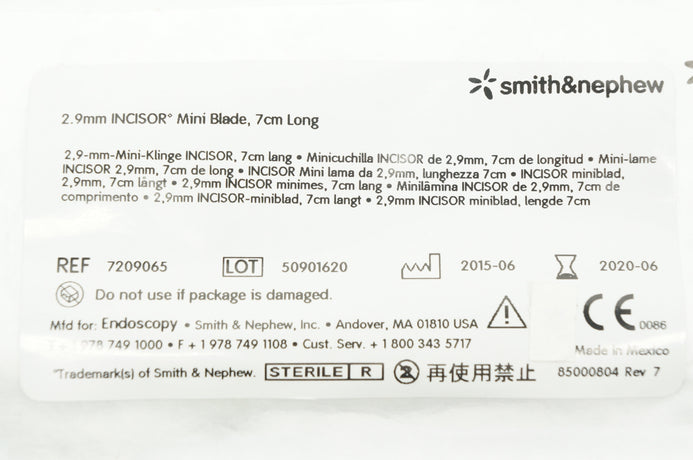 smith&nephew
2.9mm INCISOR° Mini Blade, 7cm Long
2,9-mm-Mini-Klinge INCISOR, 7cm lang • Minicuchilla INCISOR de 2,9mm, 7cm de longitud • Mini-lame
INCISOR 2,9mm, 7cm de long • INCISOR Mini lama da 2,9mm, lunghezza 7cm • INCISOR miniblad,
2,9mm, 7cm långt • 2,9mm INCISOR minimes, 7cm lang • Minilâmina INCISOR de 2,9mm, 7cm de
comprimento • 2,9mm INCISOR-miniblad, 7cm langt • 2,9mm INCISOR miniblad, lengde 7cm
REF 7209065 LOT 50901620 2015-06 2020-06
Do not use if package is damaged.
Mfd for: Endoscopy • Smith & Nephew, Inc. • Andover, MA 01810 USA
CE 0086
T + 1 978 749 1000 • F + 1 978 749 1108 • Cust. Serv. + 1 800 343 5717
Made in Mexico
°Trademark(s) of Smith & Nephew. STERILE R 2 再使用禁止 85000804 Rev 7